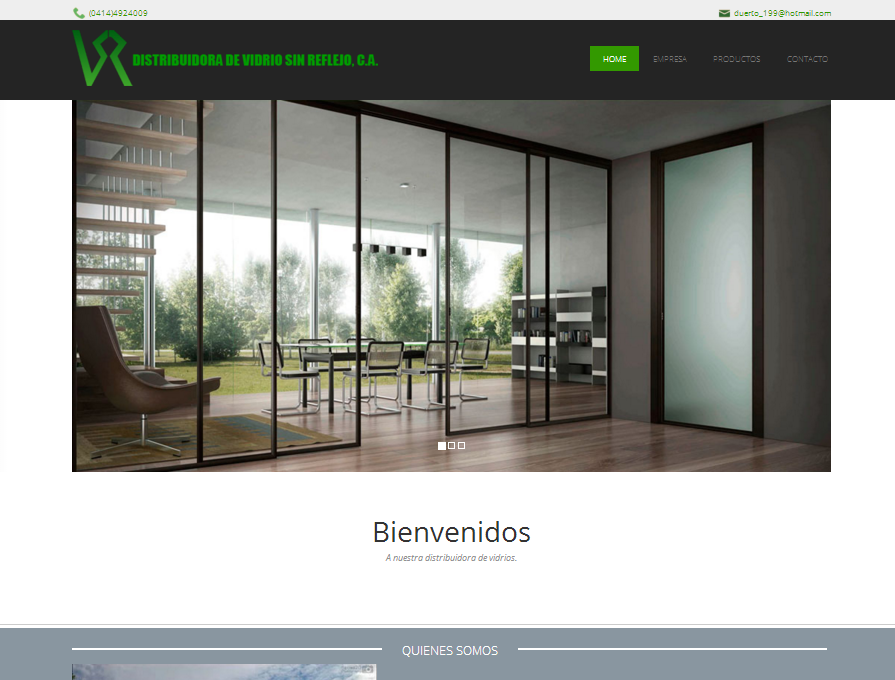 (0414)4924009
duerto_199@hotmail.com
VR
DISTRIBUIDORA DE VIDRIO SIN REFLEJO, C.A.
HOME
EMPRESA
PRODUCTOS
CONTACTO
Bienvenidos
A nuestra distribuidora de vidrios.
QUIENES SOMOS